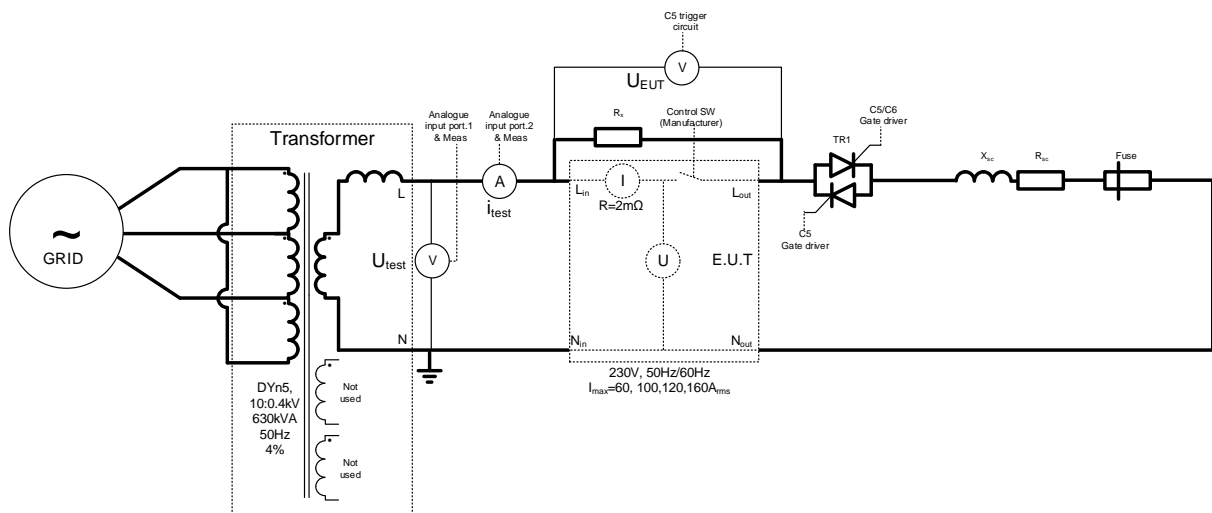 C5 trigger
circuit
V
U_EUT
Analogue
input port.1
& Meas
Analogue
input port.2
& Meas
R_s
Control SW
(Manufacturer)
C5/C6
Gate driver
TR1
Transformer
X_sc
R_sc
Fuse
L
A
i_test
L_in
I
R=2mΩ
L_out
C5
Gate driver
~
GRID
U_test
V
U
E.U.T
N
N_in
N_out
230V, 50Hz/60Hz
I_max=60, 100,120,160A_rms
DYn5,
10:0.4kV
630kVA
50Hz
4%
Not
used
Not
used